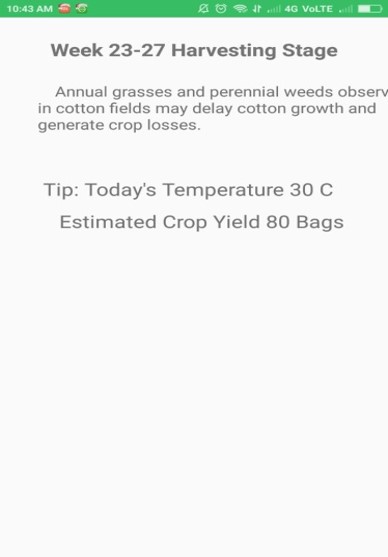 10:43 AM 4G VoLTE
Week 23-27 Harvesting Stage
Annual grasses and perennial weeds observ
in cotton fields may delay cotton growth and
generate crop losses.
Tip: Today's Temperature 30 C
Estimated Crop Yield 80 Bags